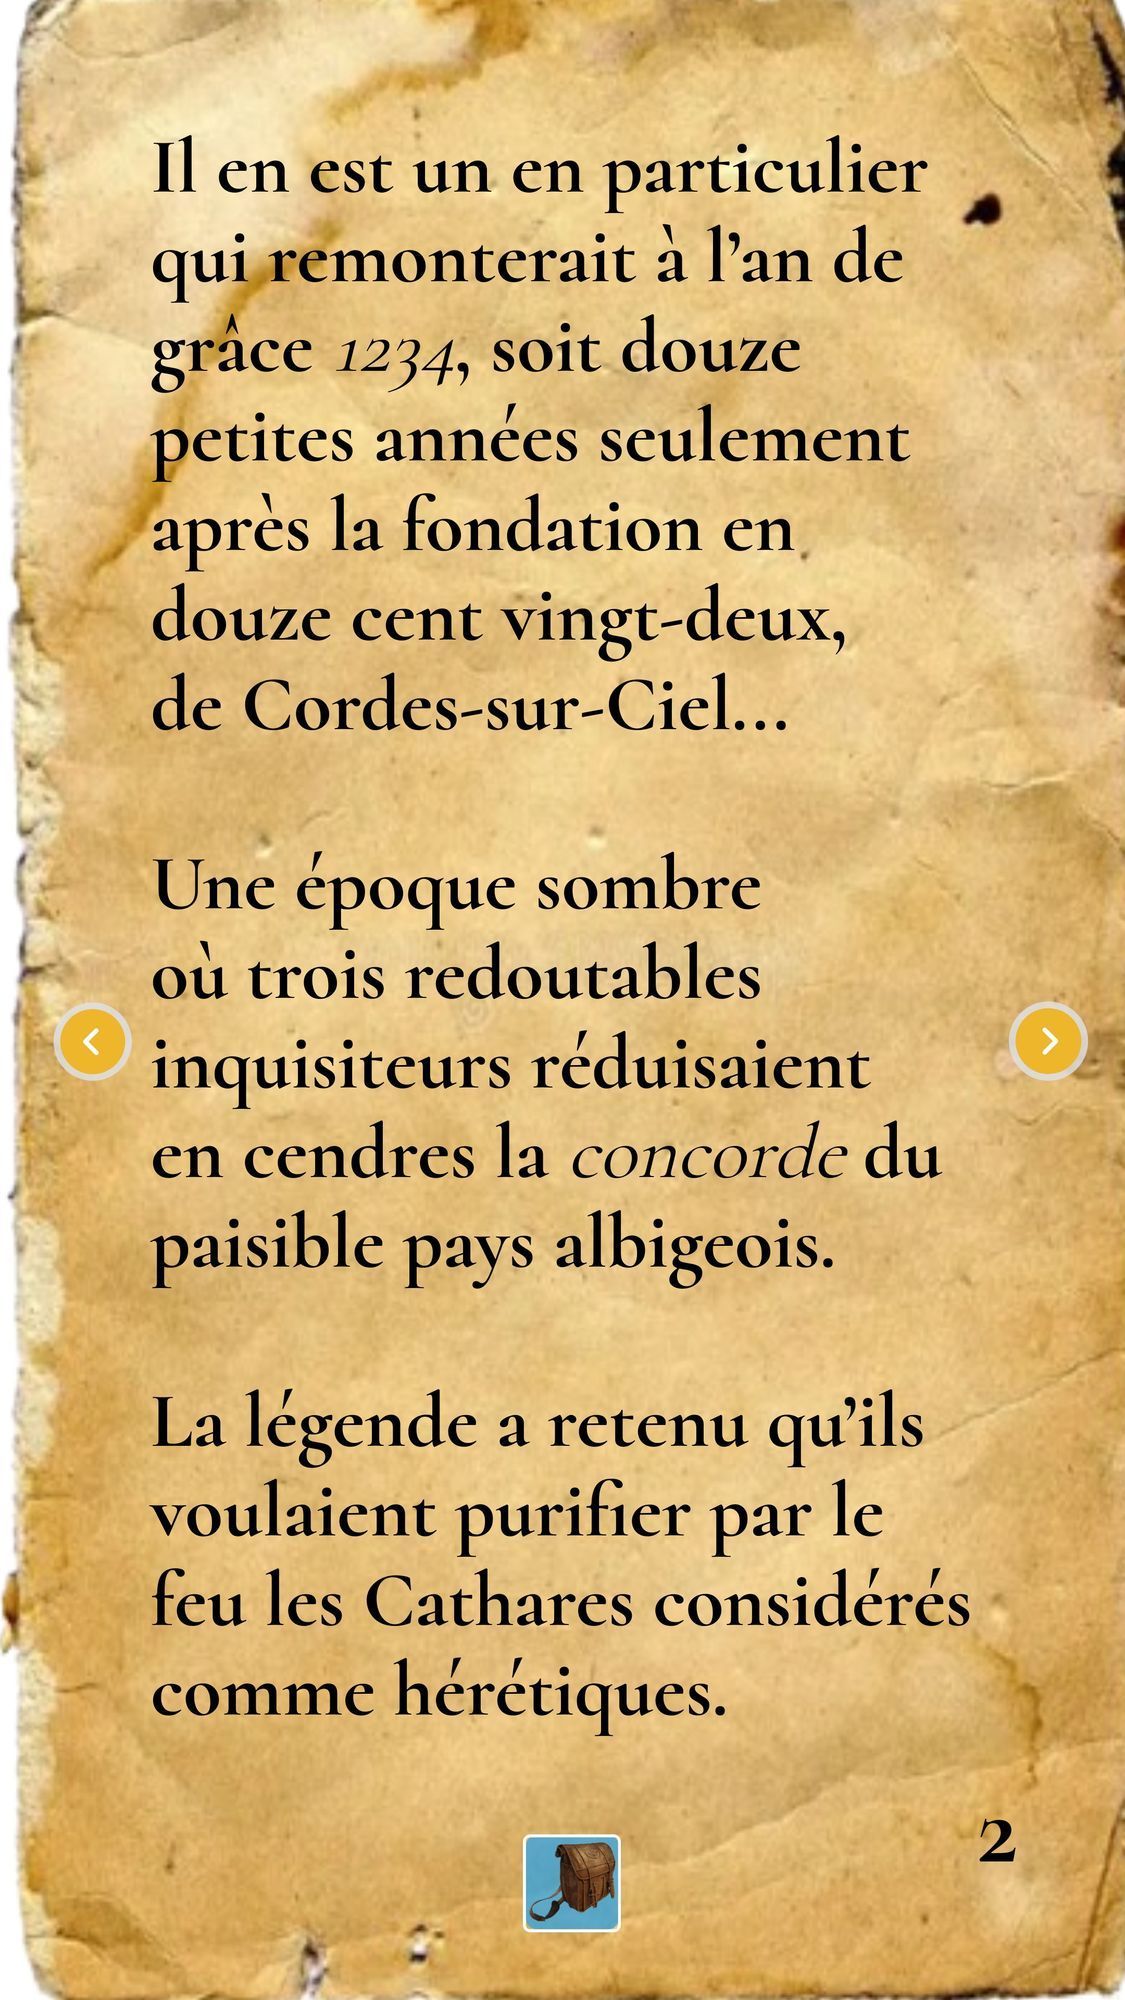 Il en est un en particulier
qui remonterait à l’an de
grâce 1234, soit douze
petites années seulement
après la fondation en
douze cent vingt-deux,
de Cordes-sur-Ciel...
Une époque sombre
où trois redoutables
inquisiteurs réduisaient
en cendres la concorde du
paisible pays albigeois.
La légende a retenu qu’ils
voulaient purifier par le
feu les Cathares considérés
comme hérétiques.
2